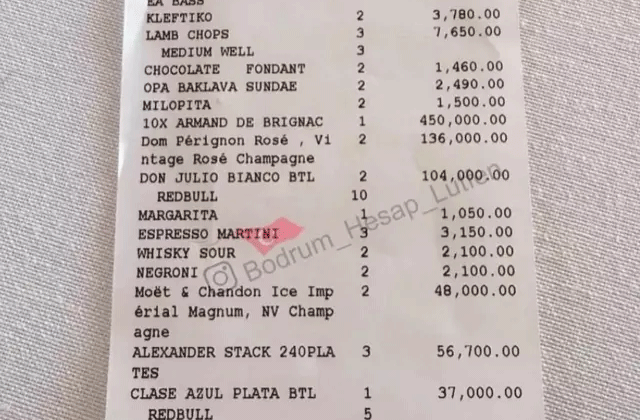 EA BASS
KLEFTIKO 2 3,780.00
LAMB CHOPS 3 7,650.00
MEDIUM WELL 3
CHOCOLATE FONDANT 2 1,460.00
OPA BAKLAVA SUNDAE 2 2,490.00
MILOPITA 2 1,500.00
10X ARMAND DE BRIGNAC 1 450,000.00
Dom Pérignon Rosé , Vi 2 136,000.00
ntage Rosé Champagne
DON JULIO BIANCO BTL 2 104,000.00
REDBULL 10
MARGARITA 1 1,050.00
ESPRESSO MARTINI 3 3,150.00
WHISKY SOUR 2 2,100.00
NEGRONI 2 2,100.00
Moët & Chandon Ice Imp 2 48,000.00
érial Magnum, NV Champ
agne
ALEXANDER STACK 240PLA 3 56,700.00
TES
CLASE AZUL PLATA BTL 1 37,000.00
REDBULL 5
Bodrum_Hesap_Lutfen